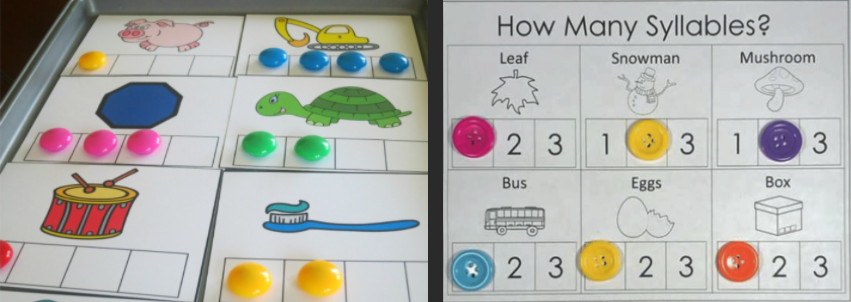 How Many Syllables?
Leaf Snowman Mushroom
2 3 1 3 1 3
Bus Eggs Box
2 3 2 3 2 3